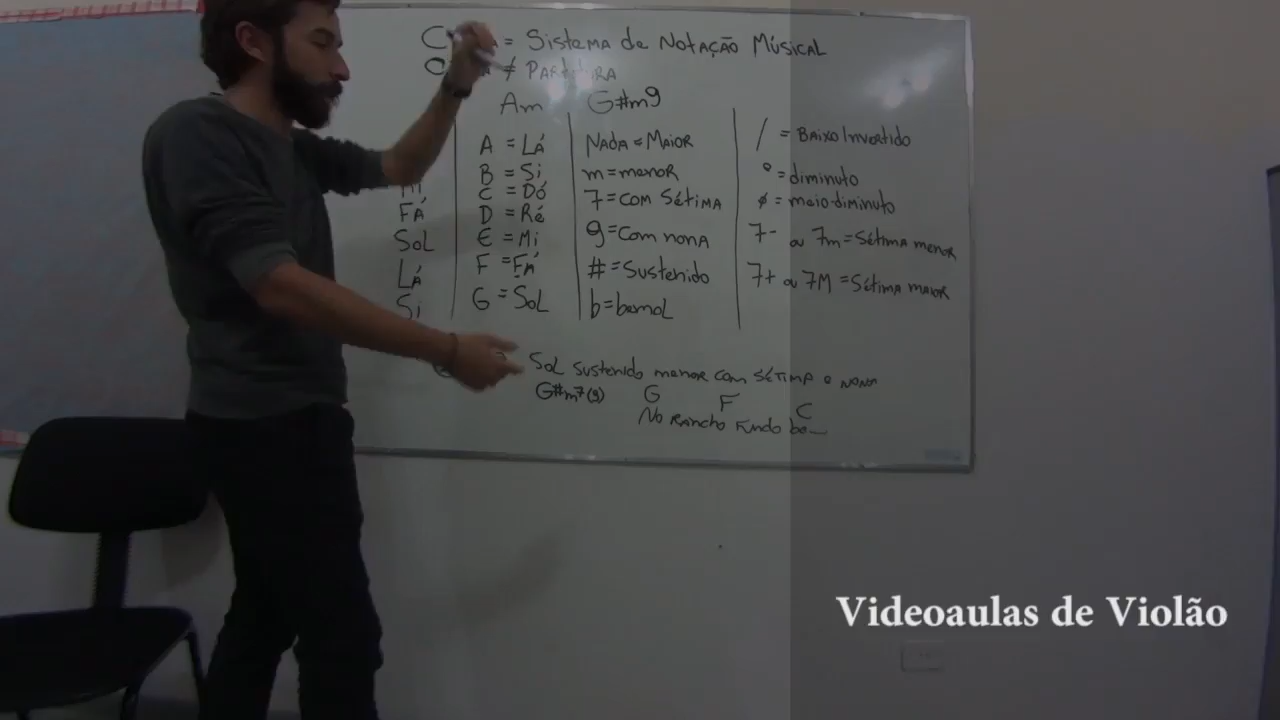 = Sistema de Notação Músical
≠ Partitura
Am G#m9
A = Lá
B = Si
C = Dó
D = Ré
E = Mi
F = Fá
G = Sol
Nada = Maior
m = menor
7 = com Sétima
9 = com nona
# = Sustenido
b = bemol
/ = Baixo Invertido
° = diminuto
ø = meio-diminuto
7- ou 7m = Sétima menor
7+ ou 7M = Sétima maior
Fá
Sol
Lá
Si
Sol sustenido menor com sétima e nona
G#m7(9) G F C
No Rancho Fundo be
Videoaulas de Violão